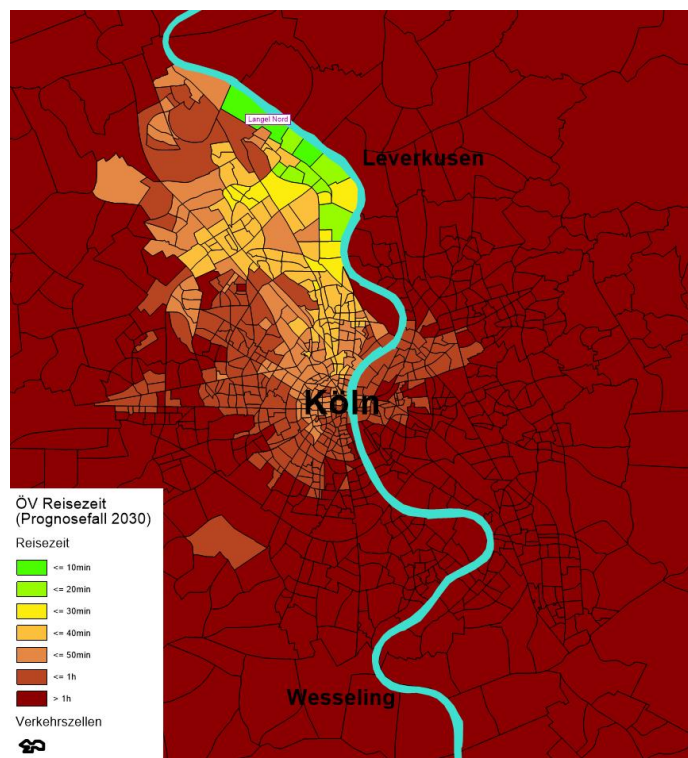 Langel Nord
Leverkusen
Köln
Wesseling
ÖV Reisezeit
(Prognosefall 2030)
Reisezeit
<= 10min
<= 20min
<= 30min
<= 40min
<= 50min
<= 1h
> 1h
Verkehrszellen